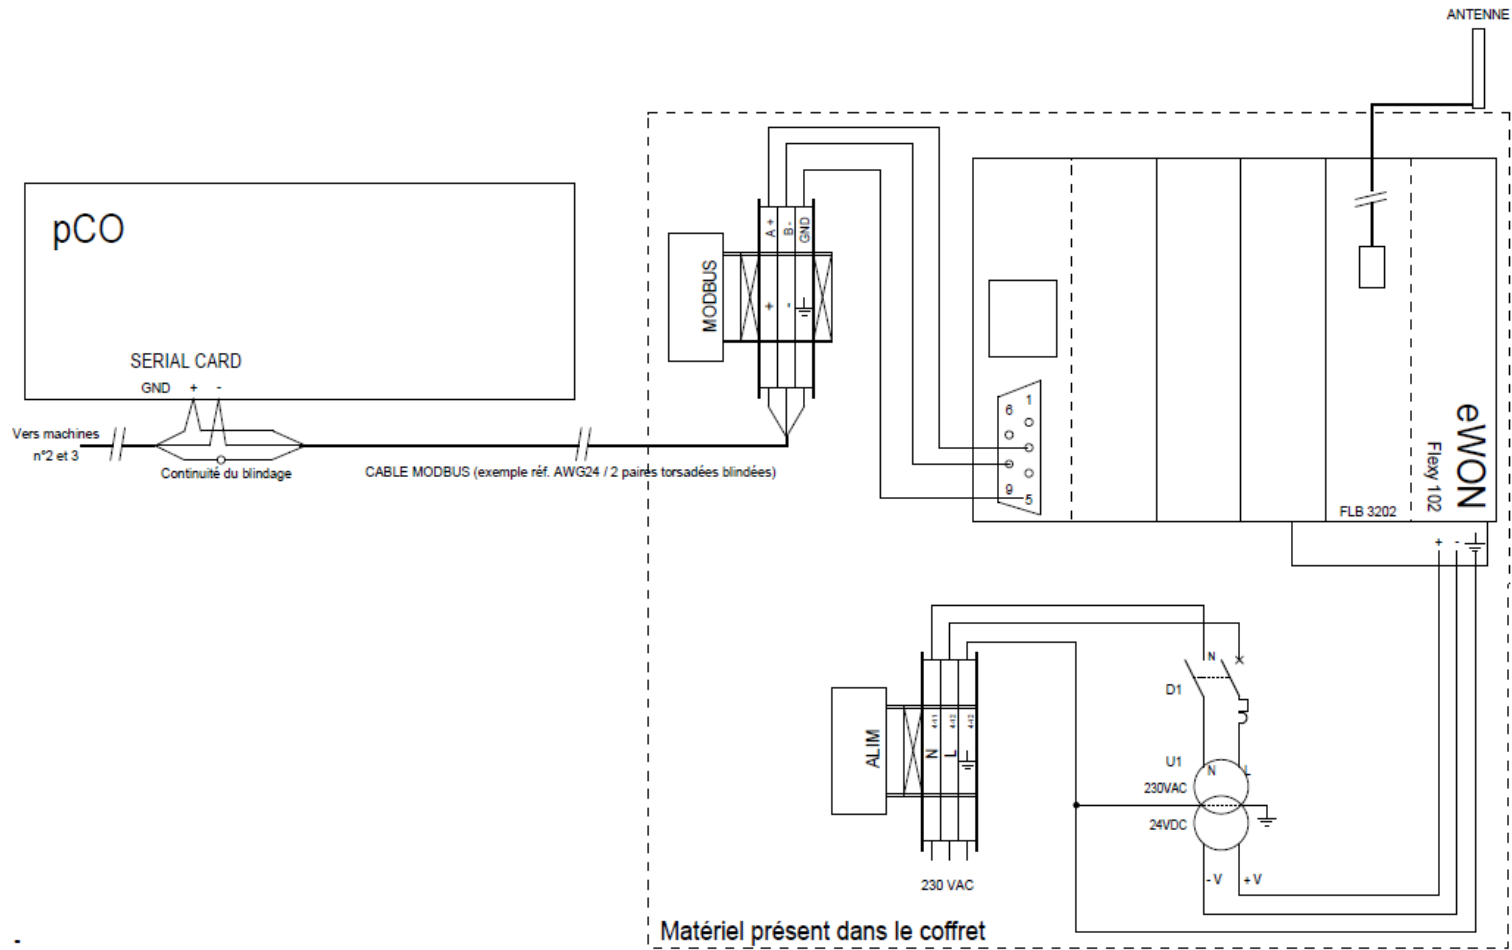 ANTENNE
pCO
SERIAL CARD
GND + -
Vers machines
n°2 et 3
Continuité du blindage
CABLE MODBUS (exemple réf. AWG24 / 2 paires torsadées blindées)
MODBUS
A +
B -
GND
+
-
1
6
9
5
eWON
Flexy 102
FLB 3202
+ -
ALIM
N
L
230 VAC
N
D1
U1
N L
230VAC
24VDC
- V + V
Matériel présent dans le coffret
-